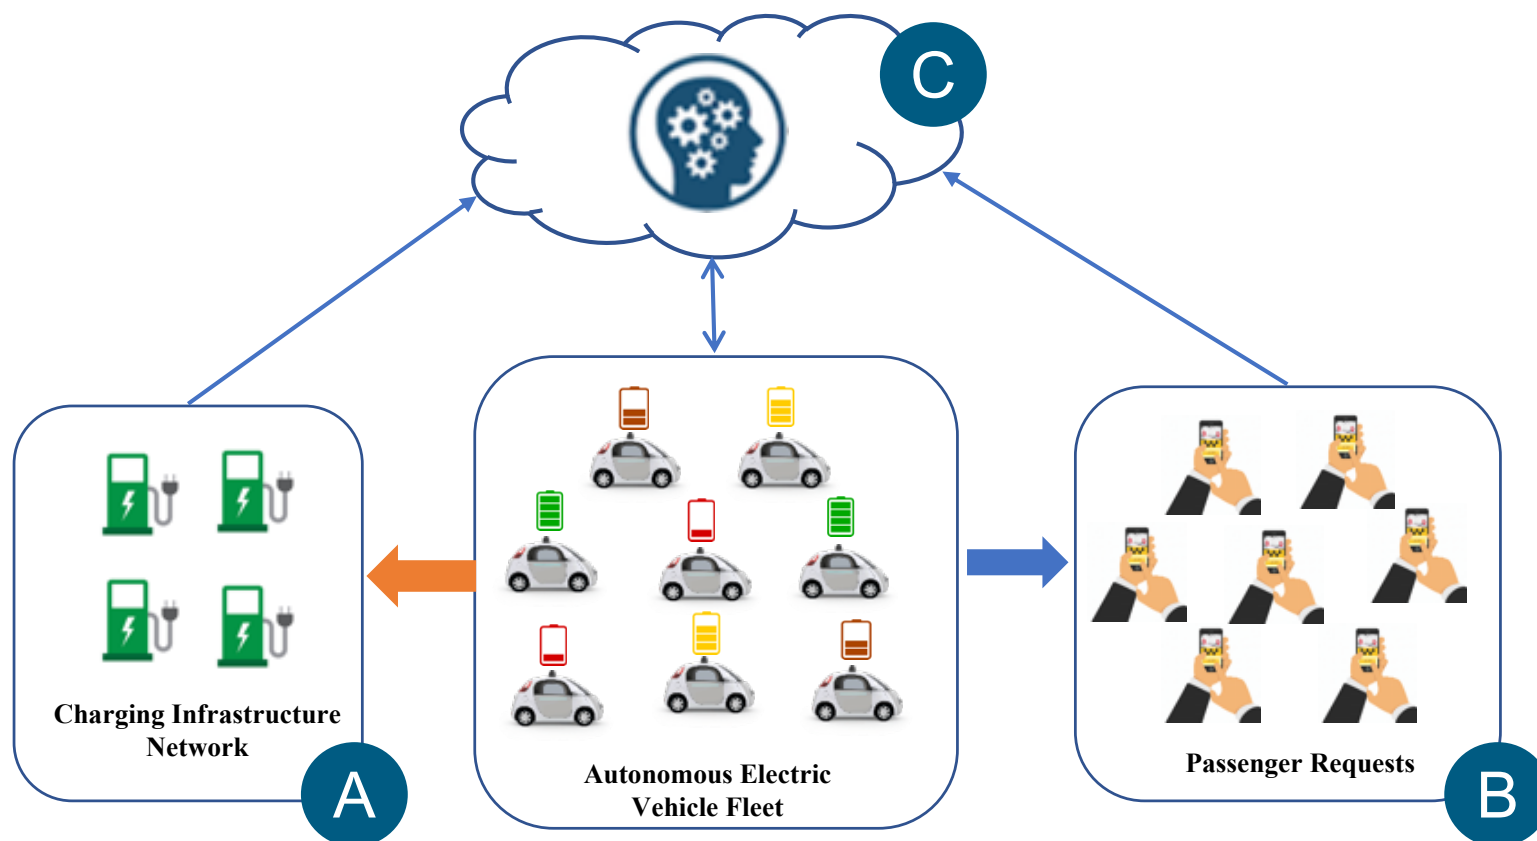 C
Charging Infrastructure
Network
A
Autonomous Electric
Vehicle Fleet
Passenger Requests
B